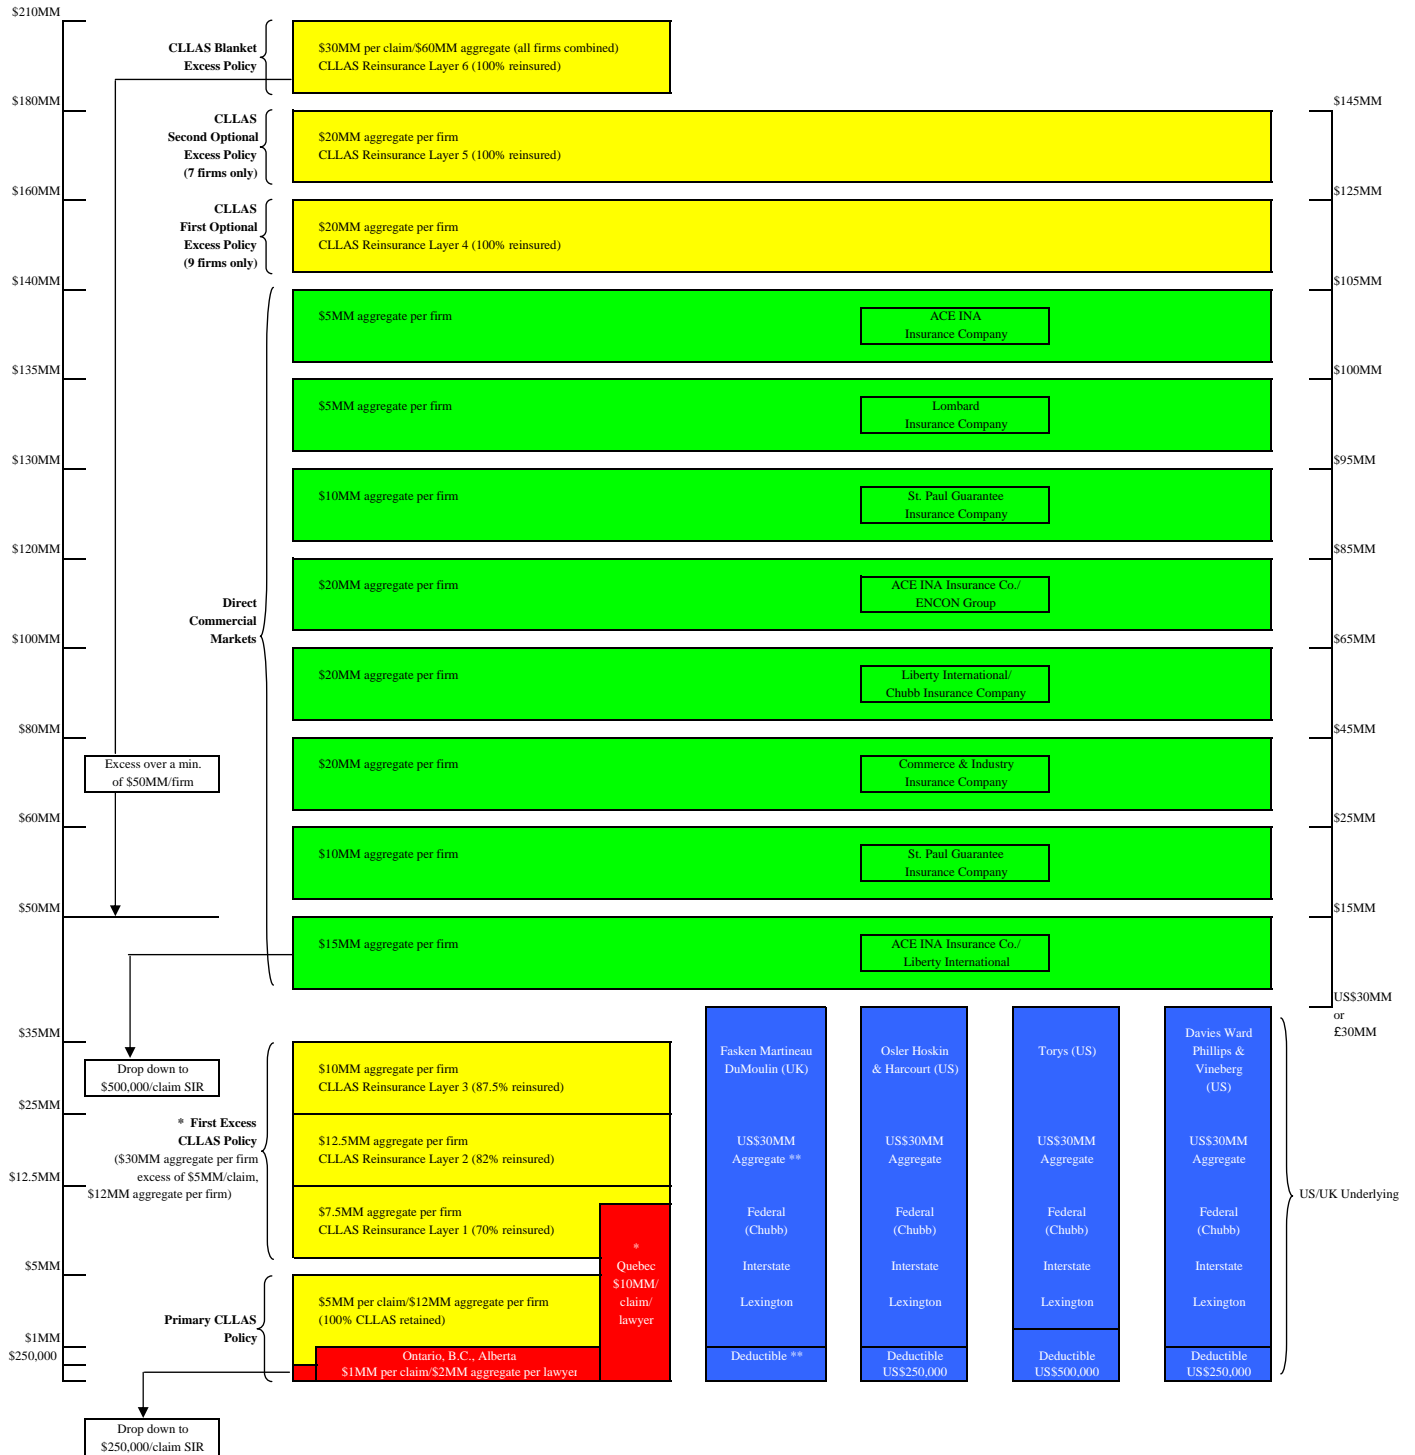 $210MM
CLLAS Blanket
Excess Policy
$30MM per claim/$60MM aggregate (all firms combined)
CLLAS Reinsurance Layer 6 (100% reinsured)
$180MM
$145MM
CLLAS
Second Optional
Excess Policy
(7 firms only)
$20MM aggregate per firm
CLLAS Reinsurance Layer 5 (100% reinsured)
$160MM
$125MM
CLLAS
First Optional
Excess Policy
(9 firms only)
$20MM aggregate per firm
CLLAS Reinsurance Layer 4 (100% reinsured)
$140MM
$105MM
$5MM aggregate per firm
ACE INA
Insurance Company
$135MM
$100MM
$5MM aggregate per firm
Lombard
Insurance Company
$130MM
$95MM
$10MM aggregate per firm
St. Paul Guarantee
Insurance Company
$120MM
$85MM
$20MM aggregate per firm
ACE INA Insurance Co./
ENCON Group
Direct
Commercial
Markets
$100MM
$65MM
$20MM aggregate per firm
Liberty International/
Chubb Insurance Company
$80MM
$45MM
Excess over a min.
of $50MM/firm
$20MM aggregate per firm
Commerce & Industry
Insurance Company
$60MM
$25MM
$10MM aggregate per firm
St. Paul Guarantee
Insurance Company
$50MM
$15MM
$15MM aggregate per firm
ACE INA Insurance Co./
Liberty International
US$30MM
or
£30MM
$35MM
Drop down to
$500,000/claim SIR
$25MM
* First Excess
CLLAS Policy
($30MM aggregate per firm
excess of $5MM/claim,
$12MM aggregate per firm)
$12.5MM
$10MM aggregate per firm
CLLAS Reinsurance Layer 3 (87.5% reinsured)
$12.5MM aggregate per firm
CLLAS Reinsurance Layer 2 (82% reinsured)
$7.5MM aggregate per firm
CLLAS Reinsurance Layer 1 (70% reinsured)
*
Quebec
$10MM/
claim/
lawyer
$5MM
Primary CLLAS
Policy
$5MM per claim/$12MM aggregate per firm
(100% CLLAS retained)
$1MM
$250,000
Ontario, B.C., Alberta
$1MM per claim/$2MM aggregate per lawyer
Drop down to
$250,000/claim SIR
Fasken Martineau
DuMoulin (UK)
US$30MM
Aggregate **
Federal
(Chubb)
Interstate
Lexington
Deductible **
Osler Hoskin
& Harcourt (US)
US$30MM
Aggregate
Federal
(Chubb)
Interstate
Lexington
Deductible
US$250,000
Torys (US)
US$30MM
Aggregate
Federal
(Chubb)
Interstate
Lexington
Deductible
US$500,000
Davies Ward
Phillips &
Vineberg
(US)
US$30MM
Aggregate
Federal
(Chubb)
Interstate
Lexington
Deductible
US$250,000
US/UK Underlying